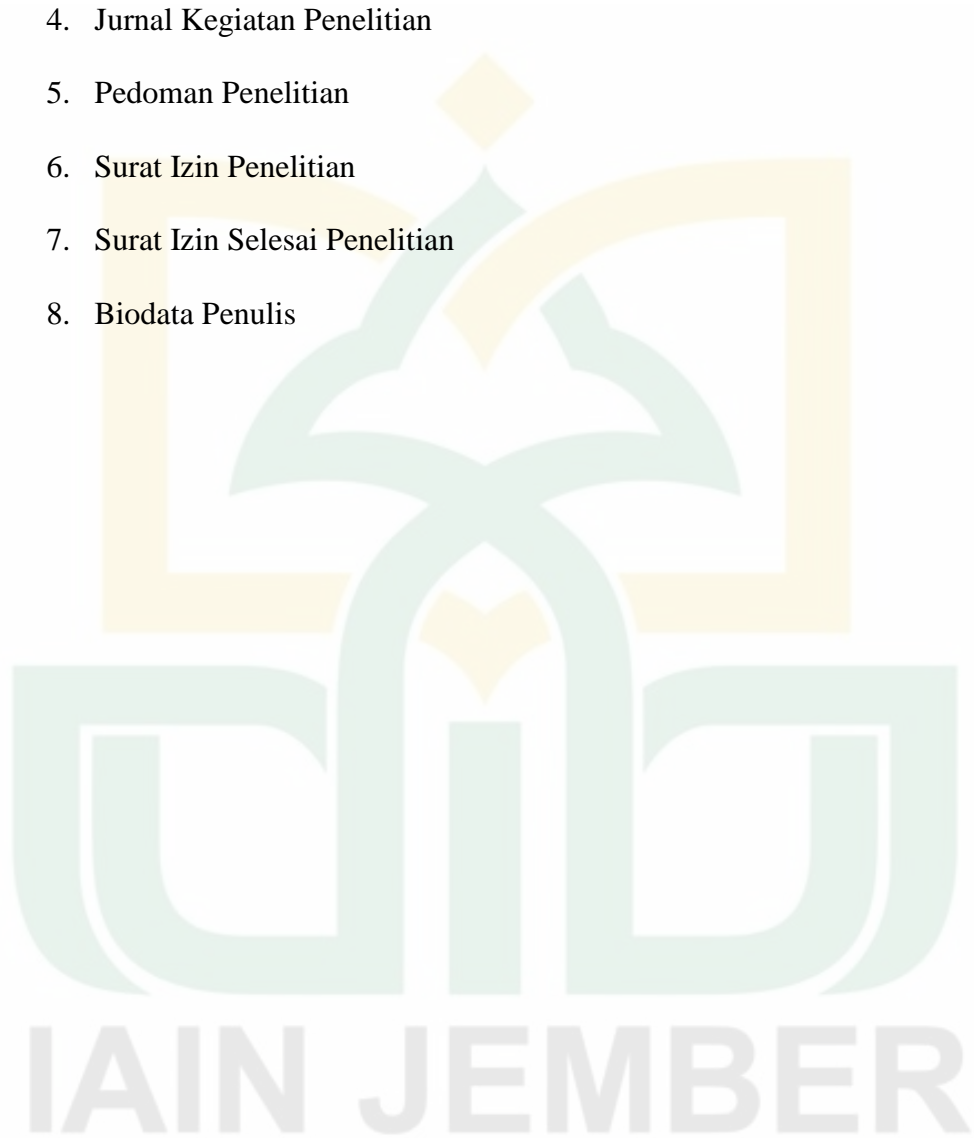 4. Jurnal Kegiatan Penelitian
5. Pedoman Penelitian
6. Surat Izin Penelitian
7. Surat Izin Selesai Penelitian
8. Biodata Penulis
IAIN JEMBER